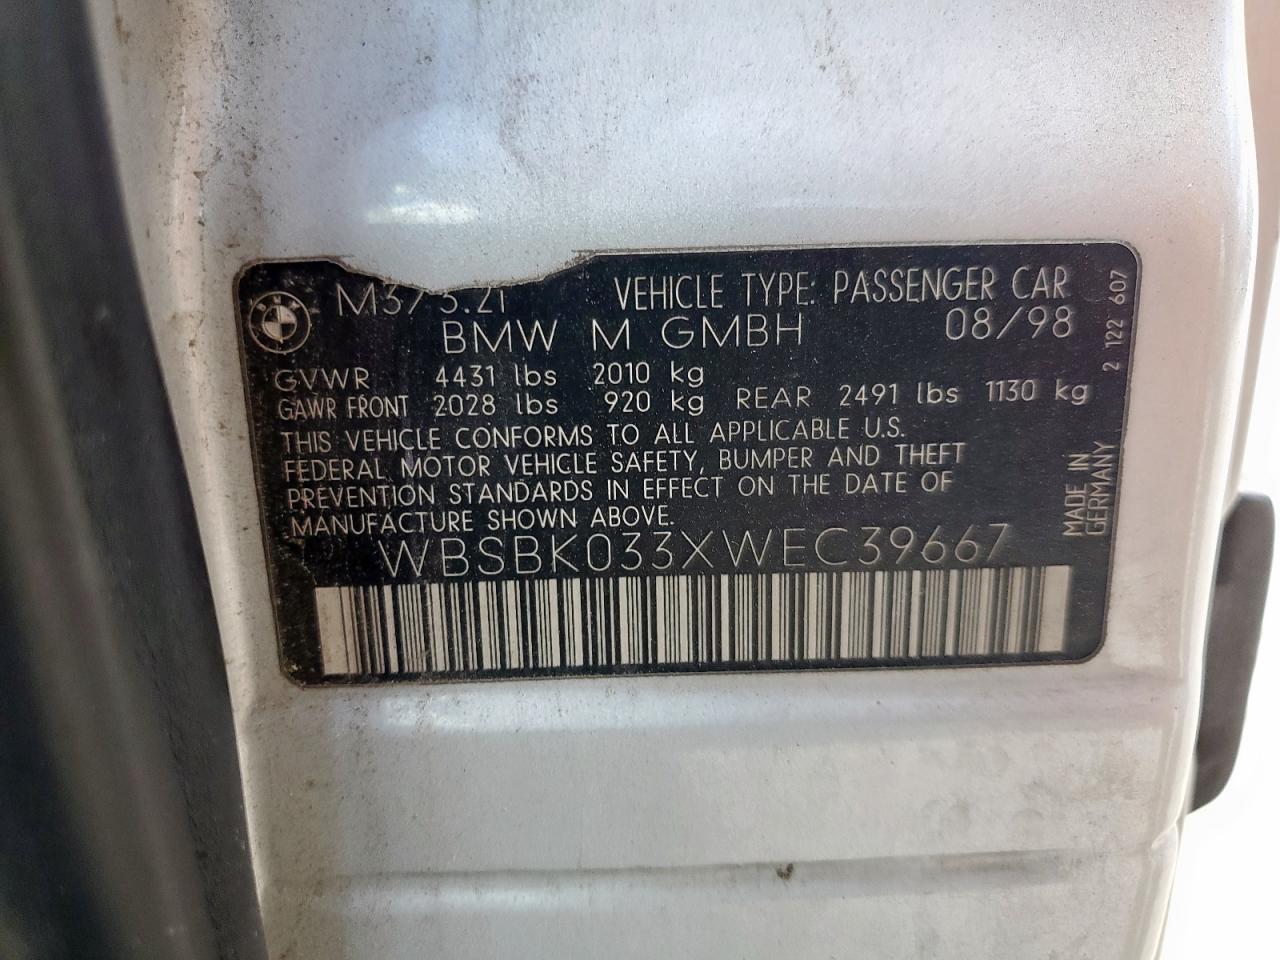 M3/3.2i VEHICLE TYPE: PASSENGER CAR
BMW M GMBH 08/98
GVWR 4431 lbs 2010 kg
GAWR FRONT 2028 lbs 920 kg REAR 2491 lbs 1130 kg
THIS VEHICLE CONFORMS TO ALL APPLICABLE U.S.
FEDERAL MOTOR VEHICLE SAFETY, BUMPER AND THEFT
PREVENTION STANDARDS IN EFFECT ON THE DATE OF
MANUFACTURE SHOWN ABOVE.
WBSBK033XWEC39667
MADE IN
GERMANY
2 122 607